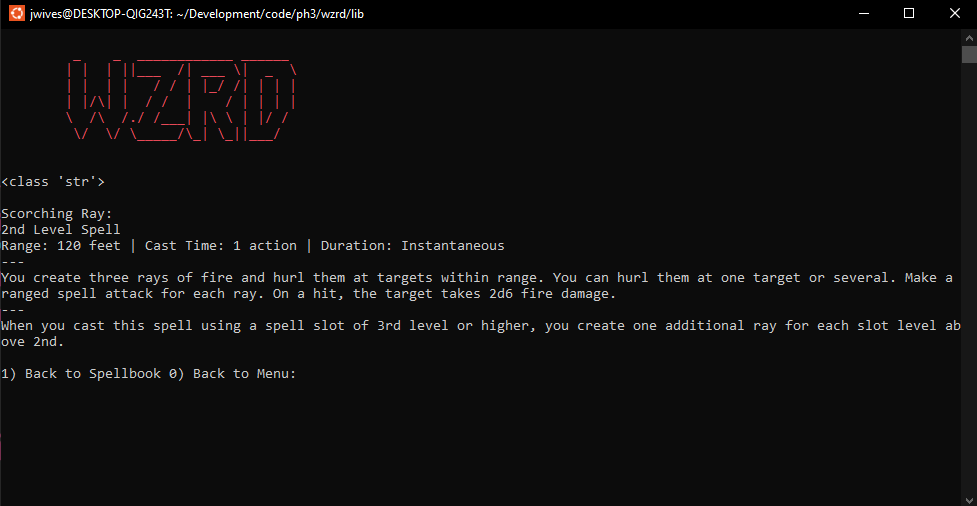 jwives@DESKTOP-QIG243T: ~/Development/code/ph3/wzrd/lib
WZRD
<class 'str'>
Scorching Ray:
2nd Level Spell
Range: 120 feet | Cast Time: 1 action | Duration: Instantaneous
---
You create three rays of fire and hurl them at targets within range. You can hurl them at one target or several. Make a
ranged spell attack for each ray. On a hit, the target takes 2d6 fire damage.
---
When you cast this spell using a spell slot of 3rd level or higher, you create one additional ray for each slot level ab
ove 2nd.
1) Back to Spellbook 0) Back to Menu: